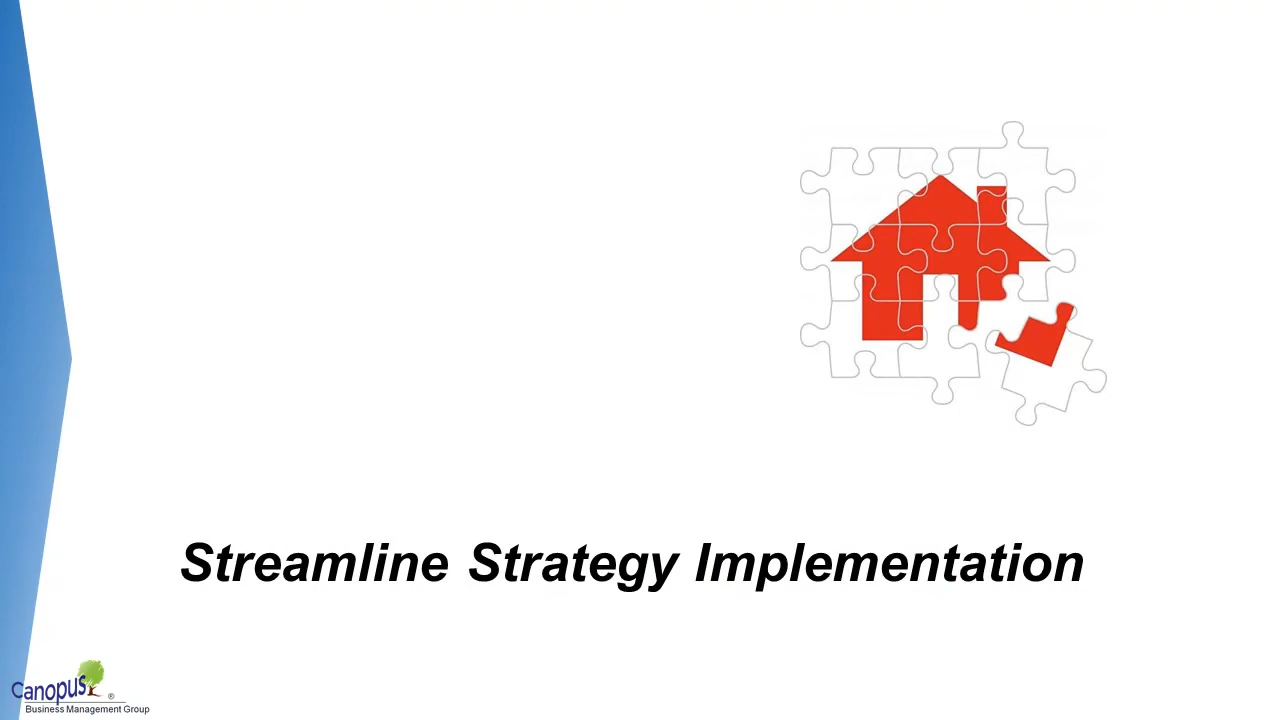 Streamline Strategy Implementation
Canopus ®
Business Management Group